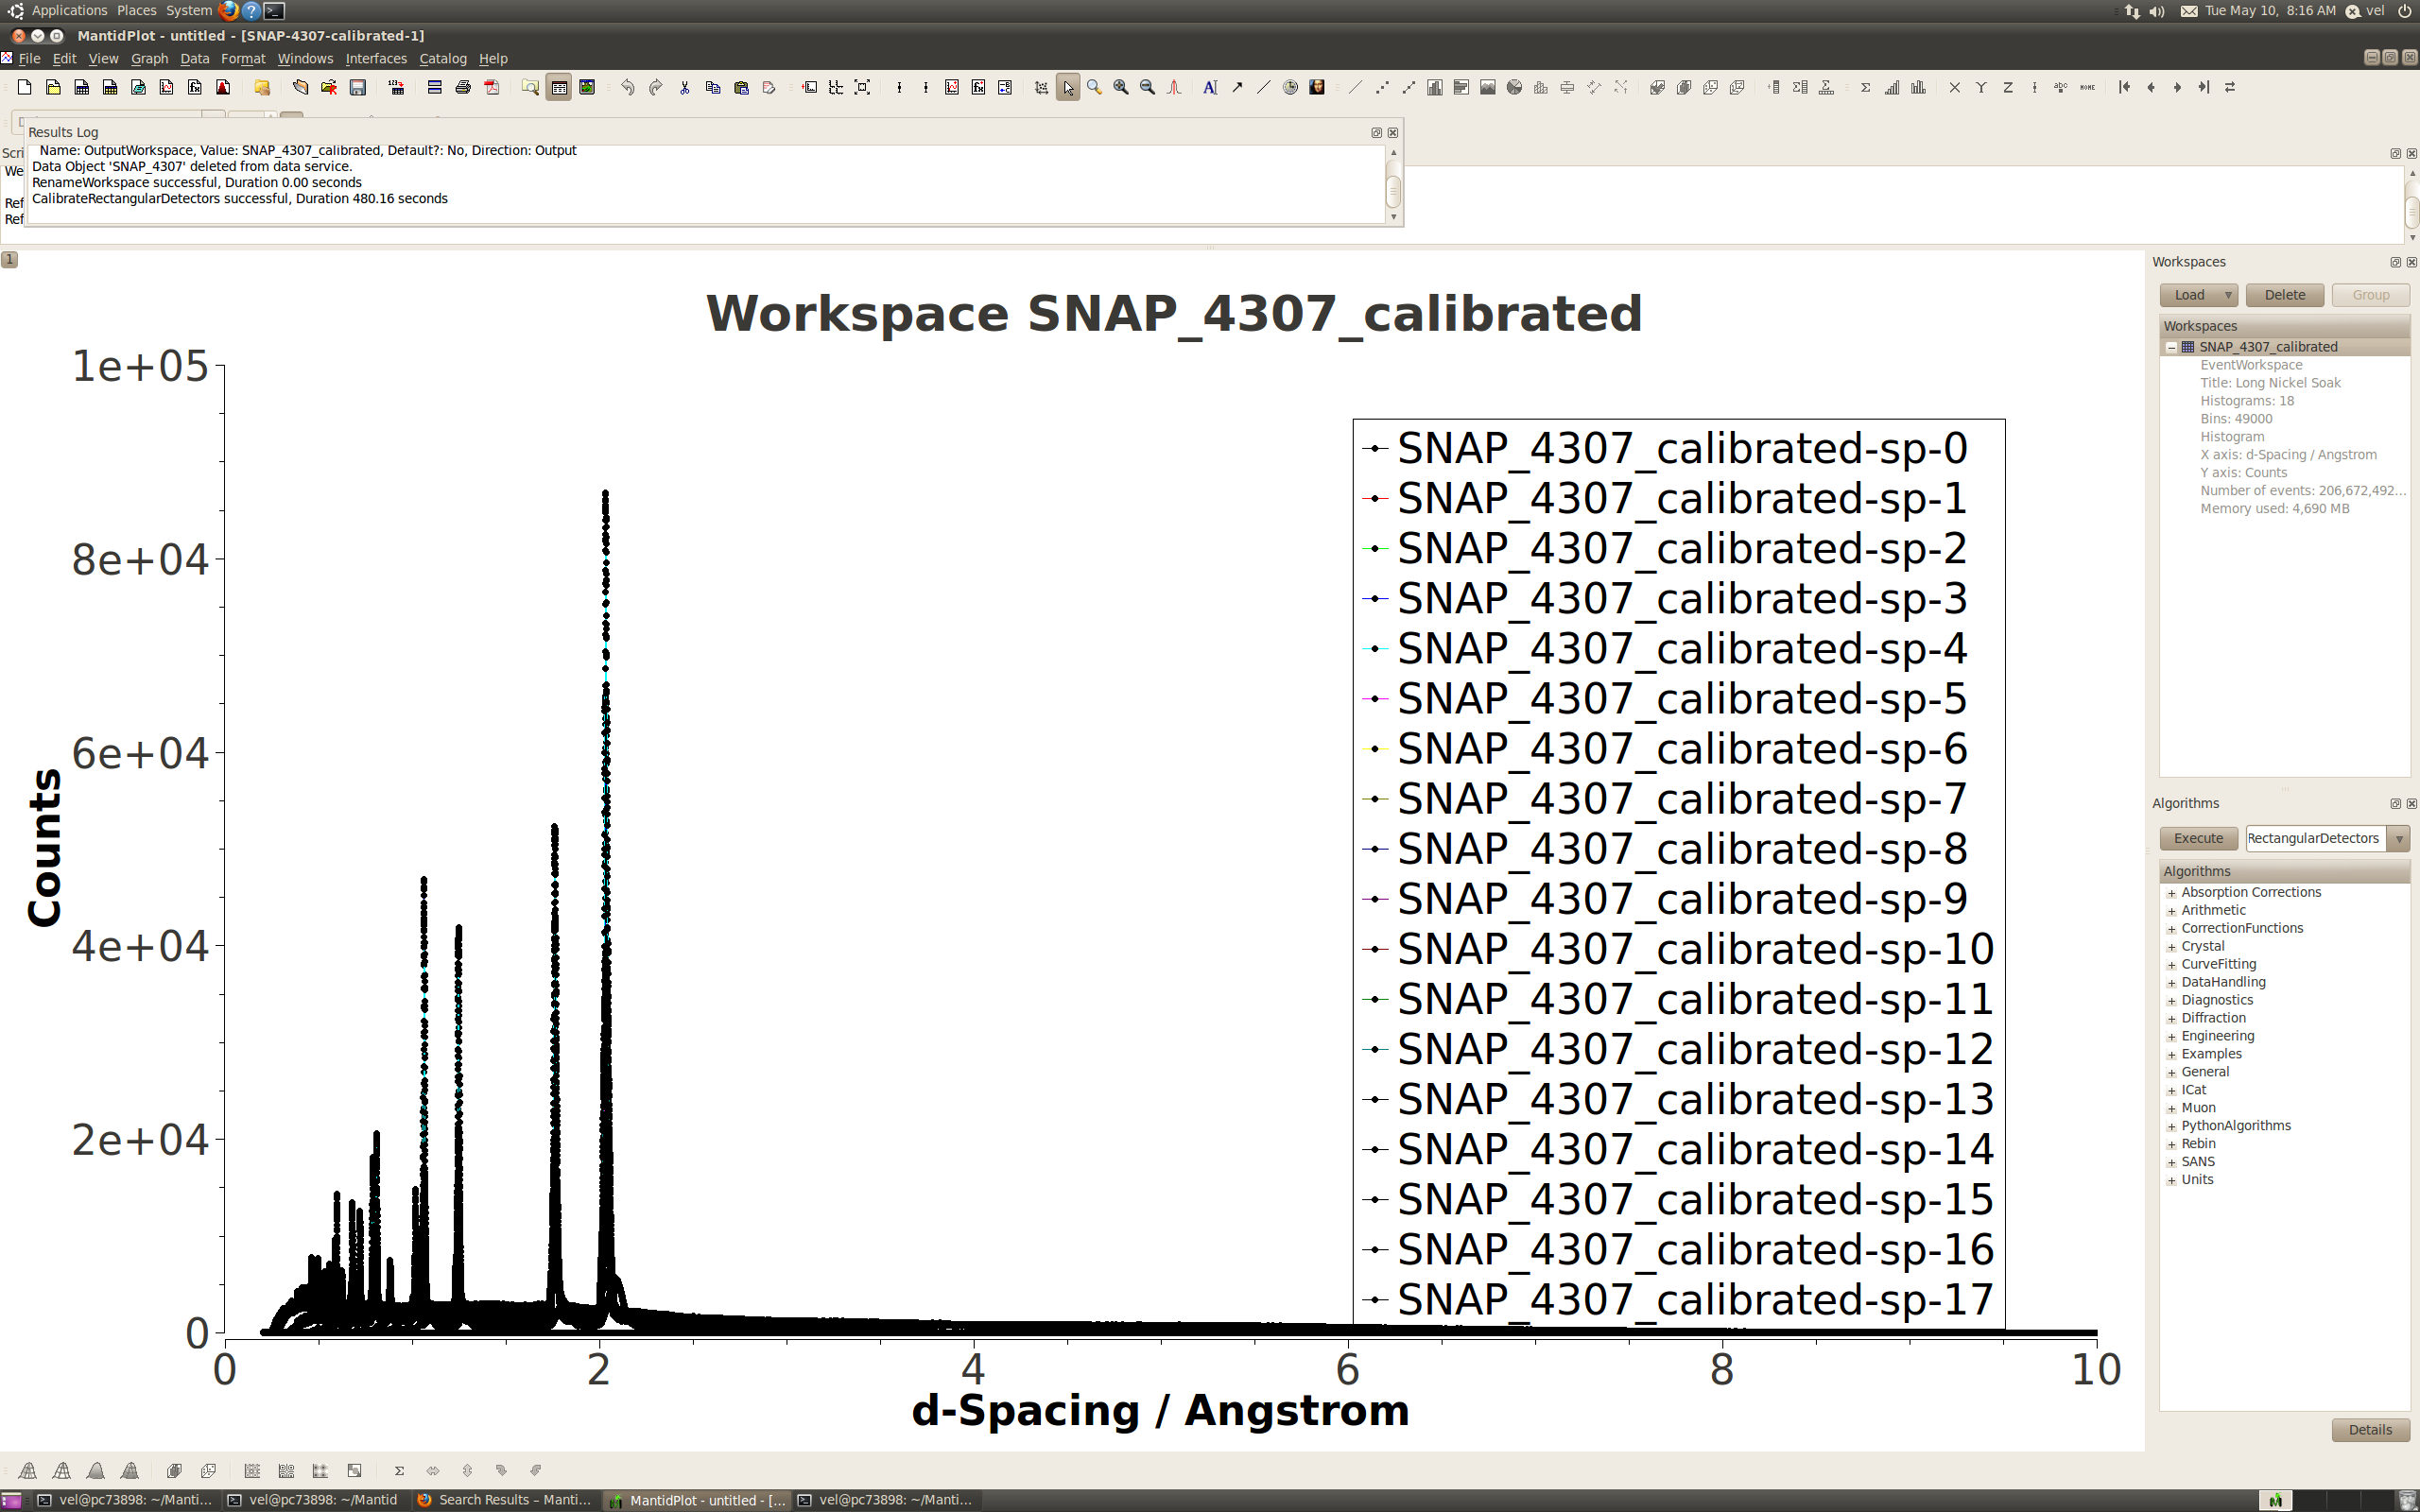 Applications Places System
Tue May 10, 8:16 AM vel
MantidPlot - untitled - [SNAP-4307-calibrated-1]
File Edit View Graph Data Format Windows Interfaces Catalog Help
Results Log
Name: OutputWorkspace, Value: SNAP_4307_calibrated, Default?: No, Direction: Output
Data Object 'SNAP_4307' deleted from data service.
RenameWorkspace successful, Duration 0.00 seconds
CalibrateRectangularDetectors successful, Duration 480.16 seconds
Scri
We
Ref
Ref
1
Workspace SNAP_4307_calibrated
1e+05
8e+04
6e+04
4e+04
2e+04
0
Counts
0 2 4 6 8 10
d-Spacing / Angstrom
SNAP_4307_calibrated-sp-0
SNAP_4307_calibrated-sp-1
SNAP_4307_calibrated-sp-2
SNAP_4307_calibrated-sp-3
SNAP_4307_calibrated-sp-4
SNAP_4307_calibrated-sp-5
SNAP_4307_calibrated-sp-6
SNAP_4307_calibrated-sp-7
SNAP_4307_calibrated-sp-8
SNAP_4307_calibrated-sp-9
SNAP_4307_calibrated-sp-10
SNAP_4307_calibrated-sp-11
SNAP_4307_calibrated-sp-12
SNAP_4307_calibrated-sp-13
SNAP_4307_calibrated-sp-14
SNAP_4307_calibrated-sp-15
SNAP_4307_calibrated-sp-16
SNAP_4307_calibrated-sp-17
Workspaces
Load Delete Group
Workspaces
SNAP_4307_calibrated
EventWorkspace
Title: Long Nickel Soak
Histograms: 18
Bins: 49000
Histogram
X axis: d-Spacing / Angstrom
Y axis: Counts
Number of events: 206,672,492...
Memory used: 4,690 MB
Algorithms
Execute RectangularDetectors
Algorithms
Absorption Corrections
Arithmetic
CorrectionFunctions
Crystal
CurveFitting
DataHandling
Diagnostics
Diffraction
Engineering
Examples
General
ICat
Muon
PythonAlgorithms
Rebin
SANS
Units
Details
vel@pc73898: ~/Manti... vel@pc73898: ~/Mantid Search Results – Manti... MantidPlot - untitled - [... vel@pc73898: ~/Manti...